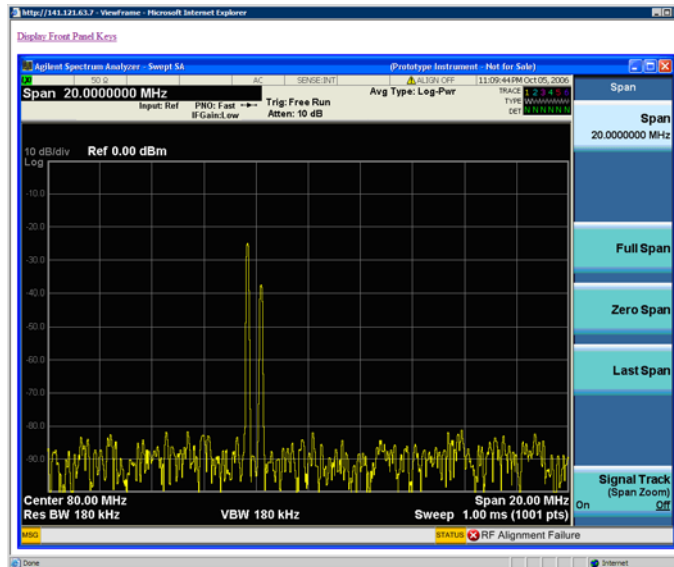 http://141.121.63.7 - Viewframe - Microsoft Internet Explorer
Display Front Panel Keys
Agilent Spectrum Analyzer - Swept SA (Prototype Instrument - Not for Sale)
50 Ω AC SENSE:INT ALIGN OFF 11:09:44 PM Oct 05, 2006
Span 20.0000000 MHz
Input: Ref PNO: Fast Trig: Free Run Avg Type: Log-Pwr
IFGain:Low Atten: 10 dB
TRACE 1 2 3 4 5 6
TYPE
DET N N N N N N
Span
Span
20.0000000 MHz
10 dB/div Ref 0.00 dBm
Log
-10.0
-20.0
-30.0
-40.0
-50.0
-60.0
-70.0
-80.0
-90.0
Full Span
Zero Span
Last Span
Signal Track
(Span Zoom)
On Off
Center 80.00 MHz Span 20.00 MHz
Res BW 180 kHz VBW 180 kHz Sweep 1.00 ms (1001 pts)
MSG STATUS RF Alignment Failure
Done Internet